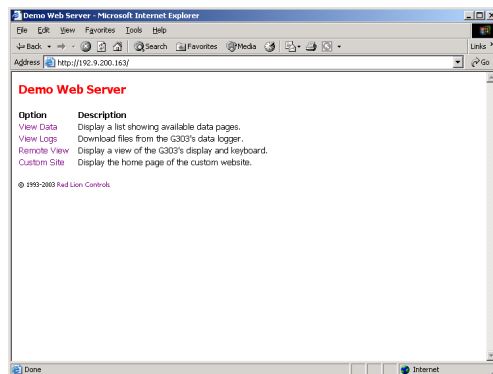 Demo Web Server - Microsoft Internet Explorer
File Edit View Favorites Tools Help
Back Search Favorites Media Links »
Address http://192.9.200.163/ Go
Demo Web Server
Option Description
View Data Display a list showing available data pages.
View Logs Download files from the G303's data logger.
Remote View Display a view of the G303's display and keyboard.
Custom Site Display the home page of the custom website.
© 1993-2003 Red Lion Controls
Done Internet